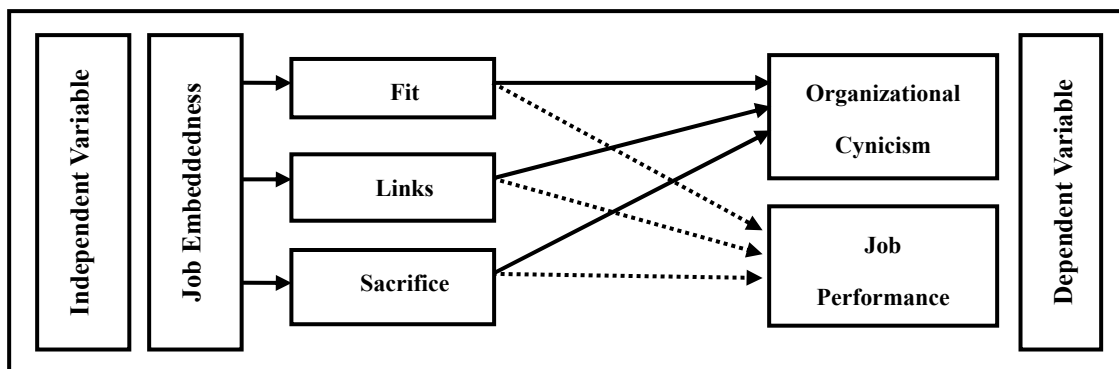 Independent Variable
Job Embeddedness
Fit
Links
Sacrifice
Organizational
Cynicism
Job
Performance
Dependent Variable